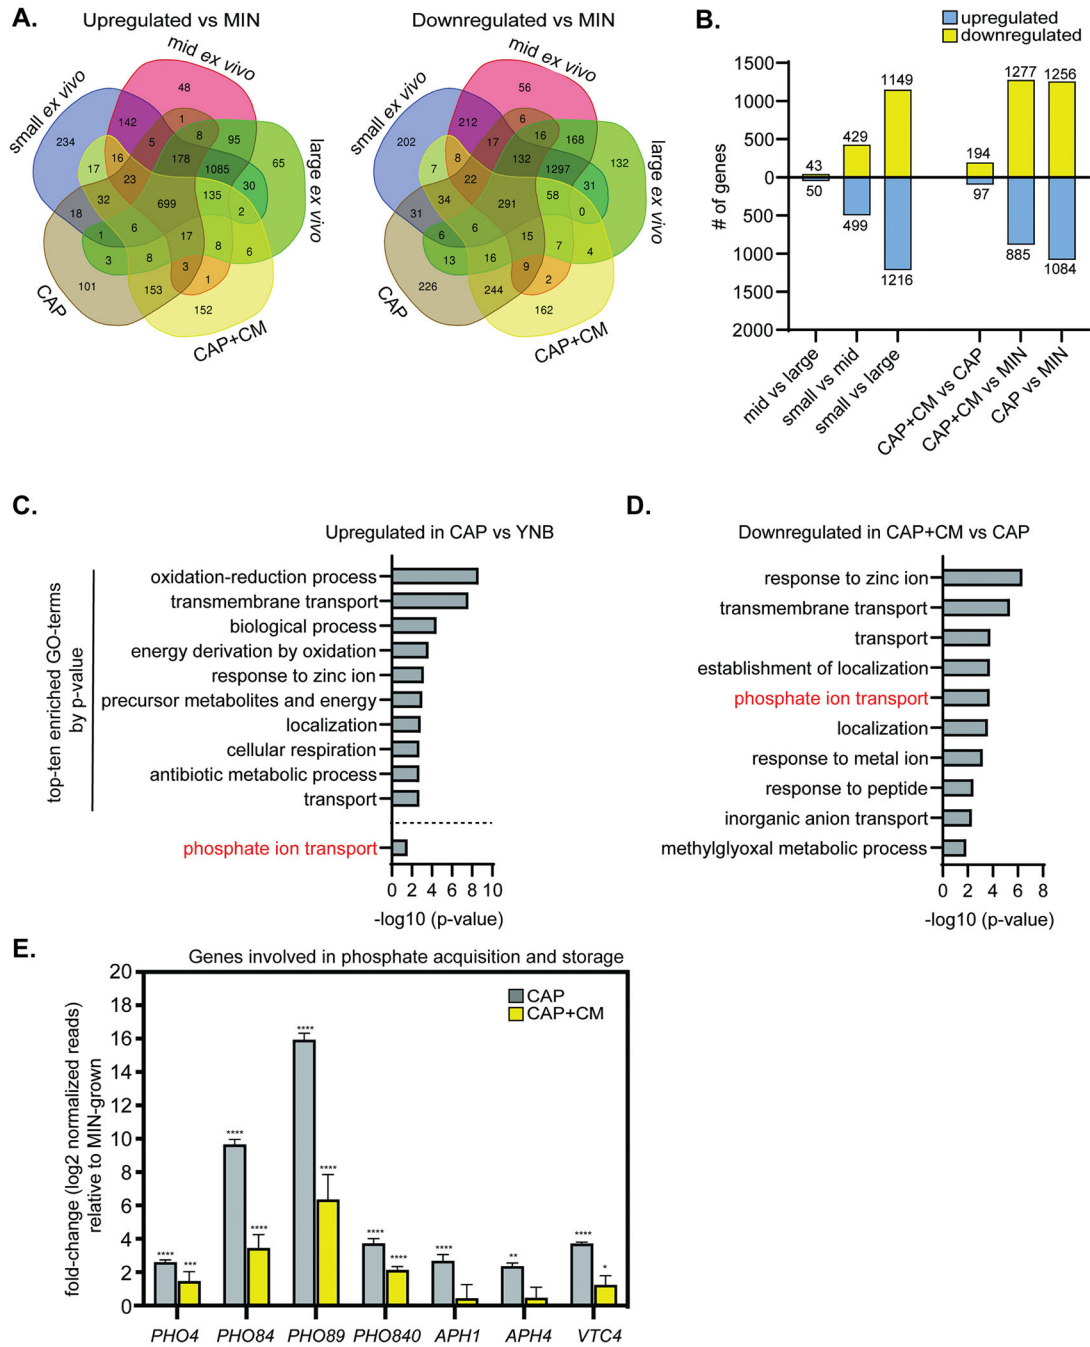 A.
Upregulated vs MIN
mid ex vivo
small ex vivo
large ex vivo
CAP
CAP+CM
48
142
1
5
8
95
234
17
16
178
1085
65
23
30
32
699
135
2
18
6
1
17
8
6
3
8
3
1
101
153
152
Downregulated vs MIN
mid ex vivo
small ex vivo
large ex vivo
CAP
CAP+CM
56
212
6
17
16
168
202
7
8
132
1297
132
22
31
34
291
58
0
31
6
6
15
7
4
13
16
9
2
226
244
162
B.
upregulated
downregulated
# of genes
1500
1000
500
0
500
1000
1500
2000
43
50
429
499
1149
1216
194
97
1277
885
1256
1084
mid vs large
small vs mid
small vs large
CAP+CM vs CAP
CAP+CM vs MIN
CAP vs MIN
C.
Upregulated in CAP vs YNB
top-ten enriched GO-terms
by p-value
oxidation-reduction process
transmembrane transport
biological process
energy derivation by oxidation
response to zinc ion
precursor metabolites and energy
localization
cellular respiration
antibiotic metabolic process
transport
phosphate ion transport
0 2 4 6 8 10
-log10 (p-value)
D.
Downregulated in CAP+CM vs CAP
response to zinc ion
transmembrane transport
transport
establishment of localization
phosphate ion transport
localization
response to metal ion
response to peptide
inorganic anion transport
methylglyoxal metabolic process
0 2 4 6 8
-log10 (p-value)
E.
Genes involved in phosphate acquisition and storage
fold-change (log2 normalized reads)
relative to MIN-grown
20
18
16
14
12
10
8
6
4
2
0
CAP
CAP+CM
**** ***
**** ****
**** ****
**** ****
****
**
**** *
PHO4 PHO84 PHO89 PHO840 APH1 APH4 VTC4